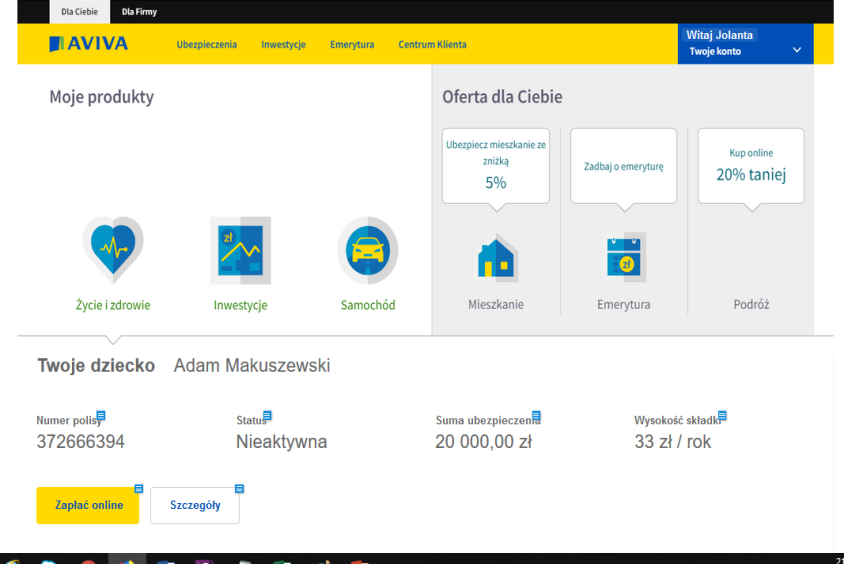 Dla Ciebie Dla Firmy
AVIVA Ubezpieczenia Inwestycje Emerytura Centrum Klienta
Witaj Jolanta
Twoje konto
Moje produkty
Życie i zdrowie Inwestycje Samochód
Oferta dla Ciebie
Ubezpiecz mieszkanie ze
zniżką
5%
Zadbaj o emeryturę
Kup online
20% taniej
zł
zł
Mieszkanie Emerytura Podróż
Twoje dziecko Adam Makuszewski
Numer polisy Status Suma ubezpieczenia Wysokość składki
372666394 Nieaktywna 20 000,00 zł 33 zł / rok
Zapłać online Szczegóły
21